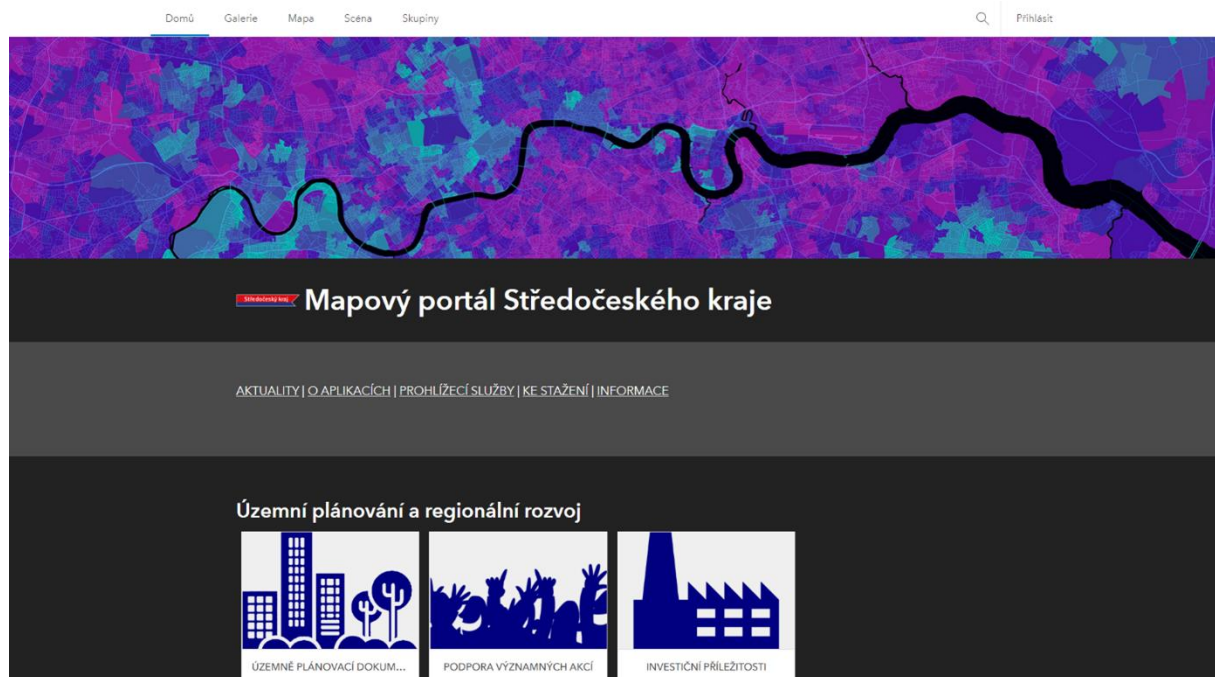 Domů Galerie Mapa Scéna Skupiny Přihlásit
Středočeský kraj Mapový portál Středočeského kraje
AKTUALITY | O APLIKACÍCH | PROHLÍŽECÍ SLUŽBY | KE STAŽENÍ | INFORMACE
Územní plánování a regionální rozvoj
ÚZEMNĚ PLÁNOVACÍ DOKUM... PODPORA VÝZNAMNÝCH AKCÍ INVESTIČNÍ PŘÍLEŽITOSTI